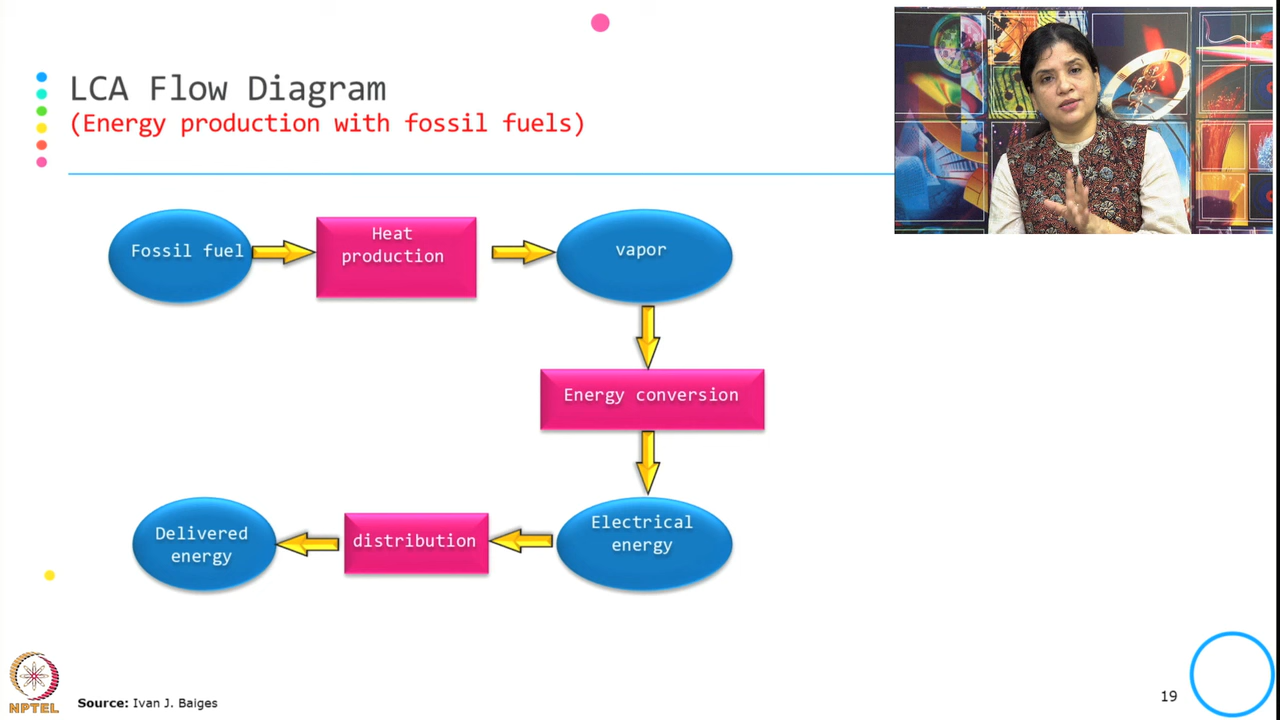 LCA Flow Diagram
(Energy production with fossil fuels)
Fossil fuel
Heat
production
vapor
Energy conversion
Electrical
energy
distribution
Delivered
energy
NPTEL
Source: Ivan J. Baiges
19